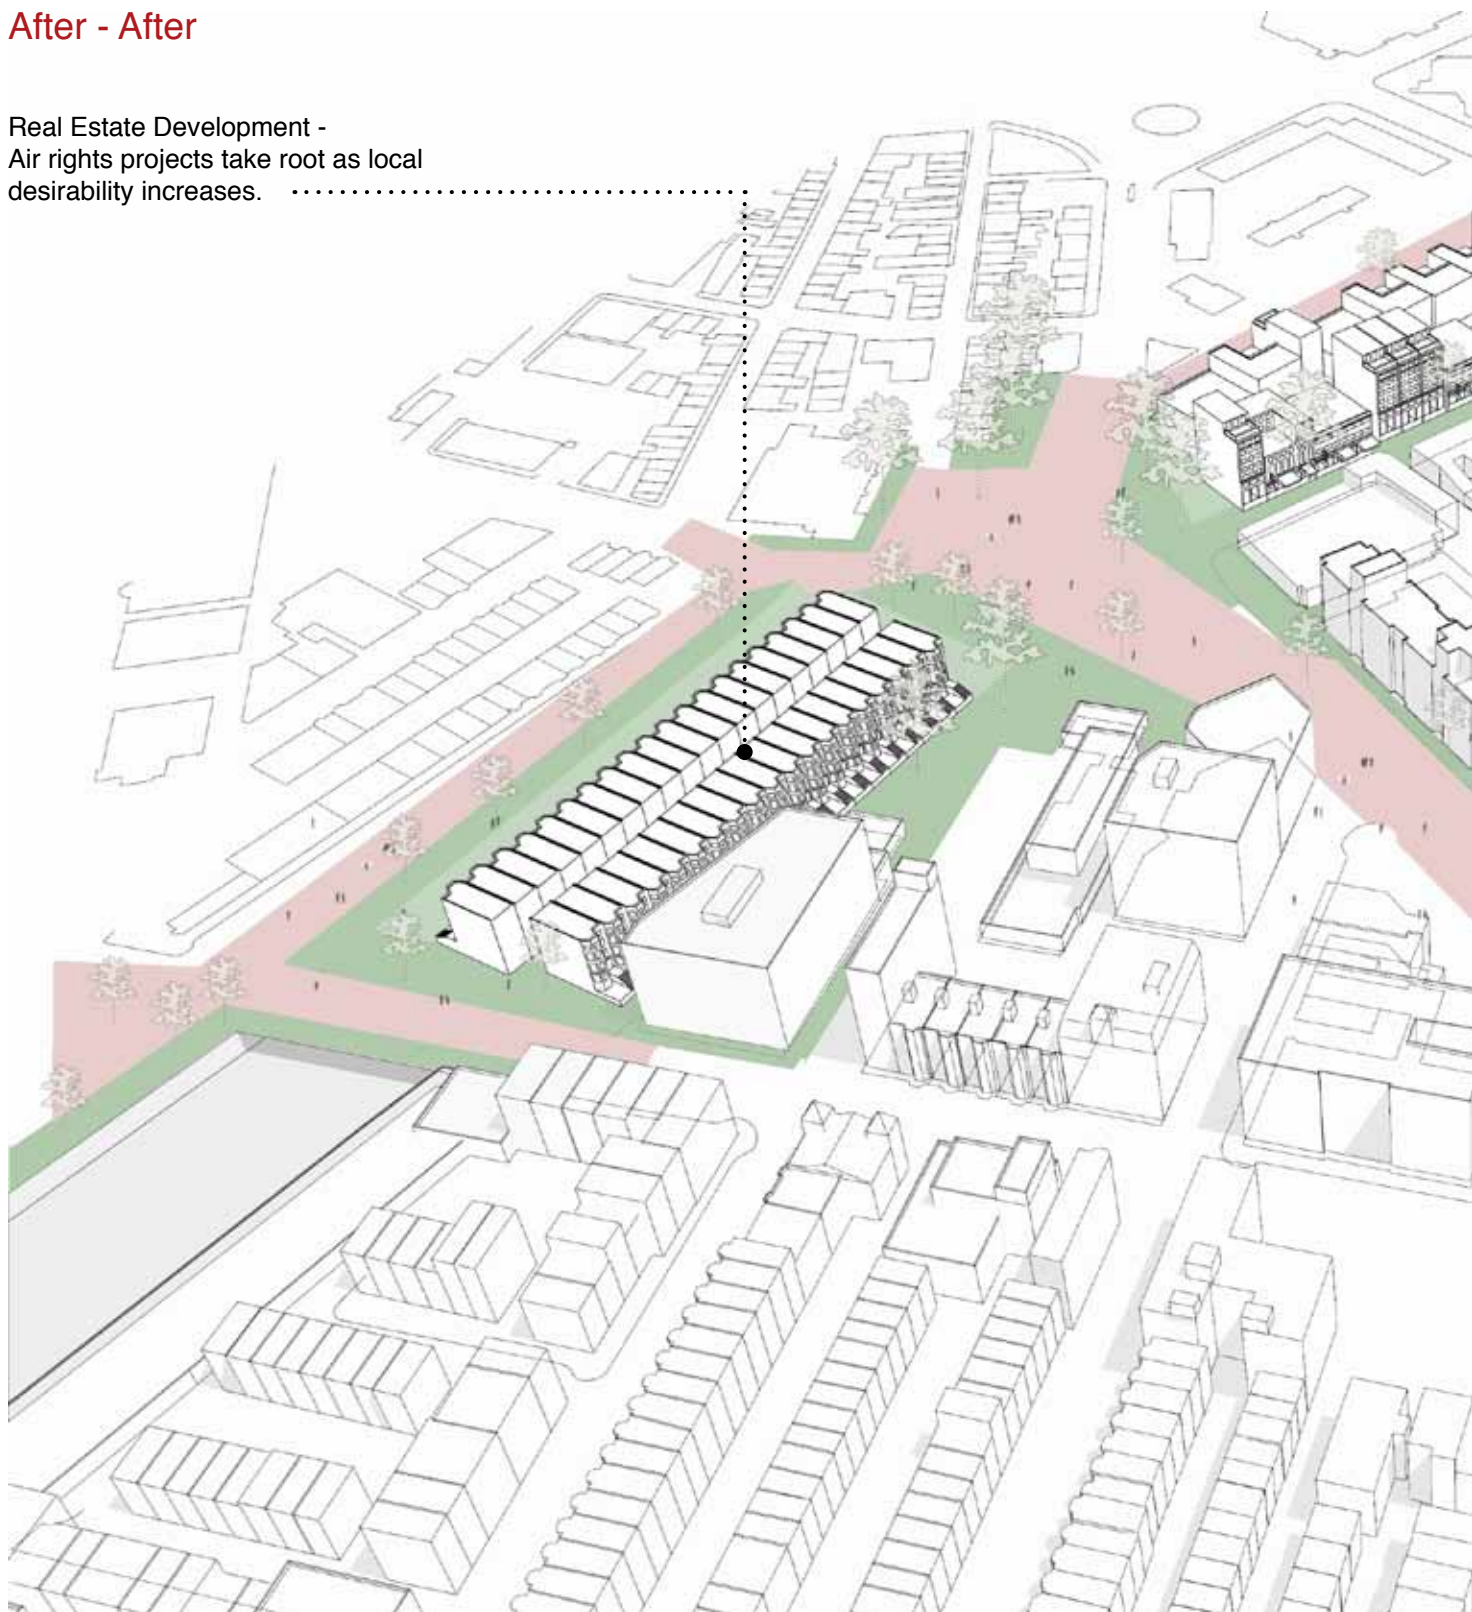 After - After
Real Estate Development -
Air rights projects take root as local
desirability increases.